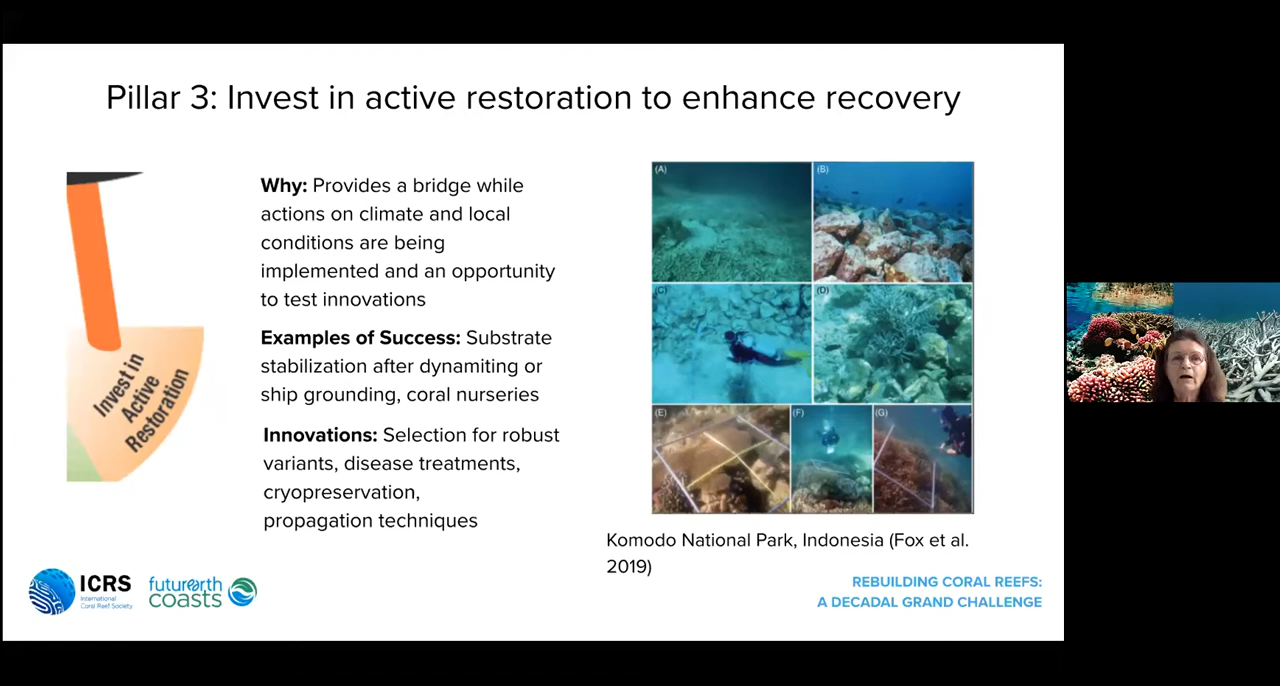 Pillar 3: Invest in active restoration to enhance recovery
Invest in
Active
Restoration
Why: Provides a bridge while
actions on climate and local
conditions are being
implemented and an opportunity
to test innovations
Examples of Success: Substrate
stabilization after dynamiting or
ship grounding, coral nurseries
Innovations: Selection for robust
variants, disease treatments,
cryopreservation,
propagation techniques
(A)
(B)
(C)
(D)
(E)
(F)
(G)
Komodo National Park, Indonesia (Fox et al.
2019)
ICRS
International
Coral Reef Society
futurearth
coasts
REBUILDING CORAL REEFS:
A DECADAL GRAND CHALLENGE